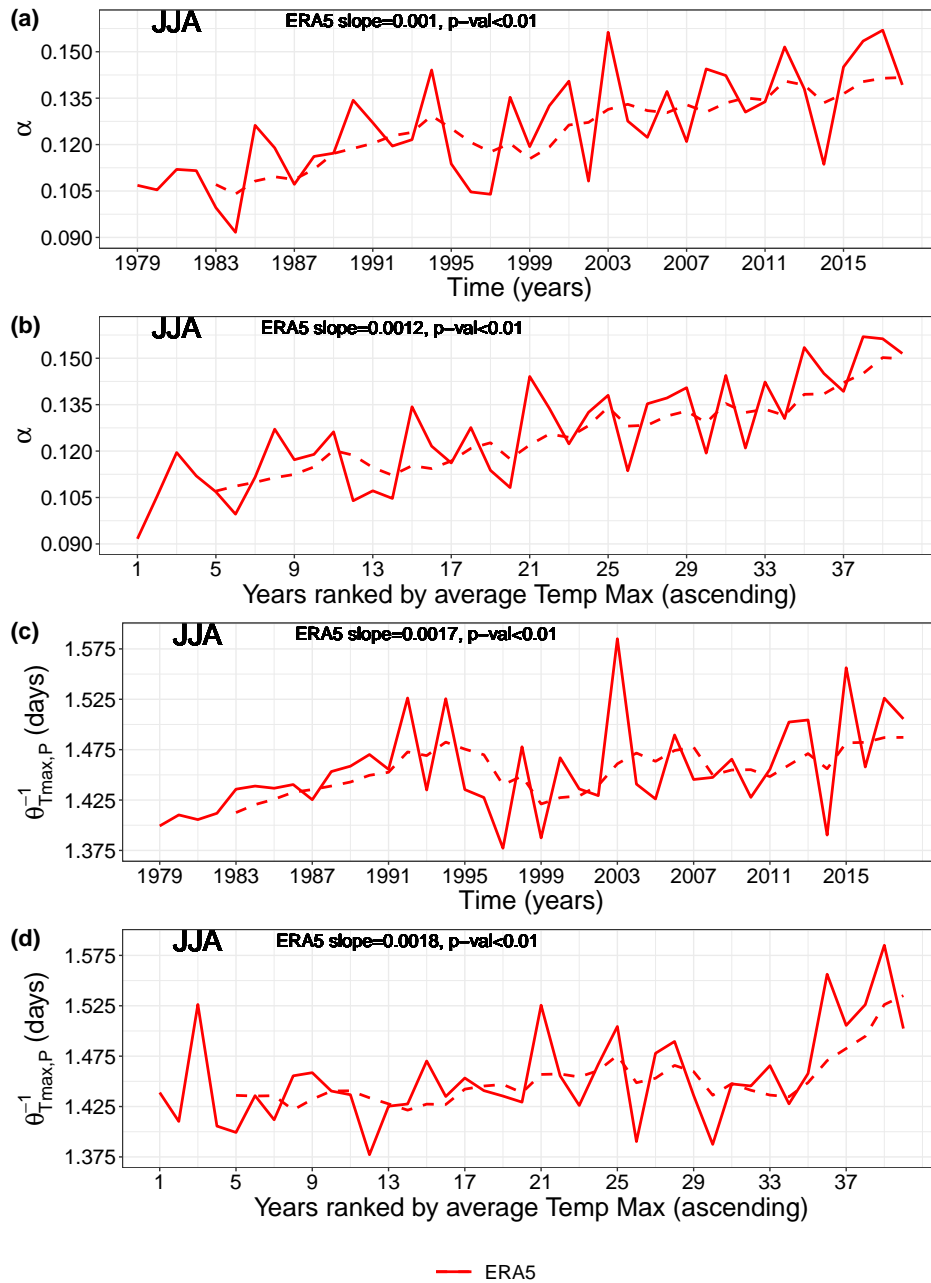 (a)
JJA ERA5 slope=0.001, p−val<0.01
0.150
0.135
0.120
0.105
0.090
α
1979 1983 1987 1991 1995 1999 2003 2007 2011 2015
Time (years)
(b)
JJA ERA5 slope=0.0012, p−val<0.01
0.150
0.135
0.120
0.105
0.090
α
1 5 9 13 17 21 25 29 33 37
Years ranked by average Temp Max (ascending)
(c)
JJA ERA5 slope=0.0017, p−val<0.01
1.575
1.525
1.475
1.425
1.375
θ⁻¹Tmax,P (days)
1979 1983 1987 1991 1995 1999 2003 2007 2011 2015
Time (years)
(d)
JJA ERA5 slope=0.0018, p−val<0.01
1.575
1.525
1.475
1.425
1.375
θ⁻¹Tmax,P (days)
1 5 9 13 17 21 25 29 33 37
Years ranked by average Temp Max (ascending)
ERA5